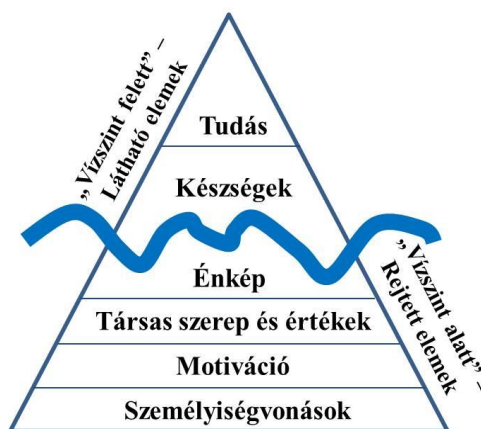 „Vízszint felett” –
Látható elemek
Tudás
Készségek
Énkép
Társas szerep és értékek
Motiváció
Személyiségvonások
„Vízszint alatt” –
Rejtett elemek